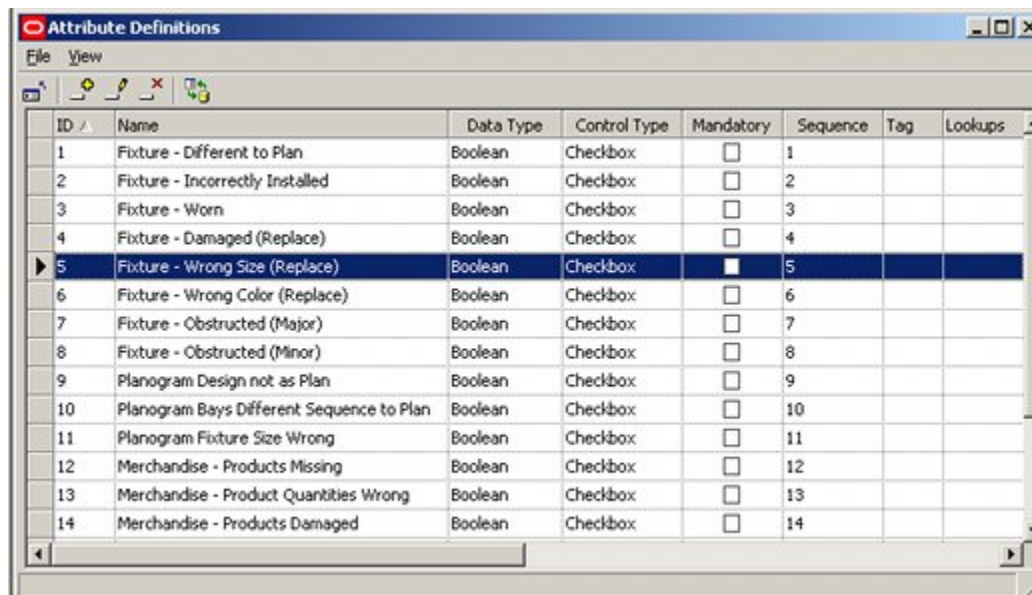 Attribute Definitions
File View
ID Name Data Type Control Type Mandatory Sequence Tag Lookups
1 Fixture - Different to Plan Boolean Checkbox 1
2 Fixture - Incorrectly Installed Boolean Checkbox 2
3 Fixture - Worn Boolean Checkbox 3
4 Fixture - Damaged (Replace) Boolean Checkbox 4
5 Fixture - Wrong Size (Replace) Boolean Checkbox 5
6 Fixture - Wrong Color (Replace) Boolean Checkbox 6
7 Fixture - Obstructed (Major) Boolean Checkbox 7
8 Fixture - Obstructed (Minor) Boolean Checkbox 8
9 Planogram Design not as Plan Boolean Checkbox 9
10 Planogram Bays Different Sequence to Plan Boolean Checkbox 10
11 Planogram Fixture Size Wrong Boolean Checkbox 11
12 Merchandise - Products Missing Boolean Checkbox 12
13 Merchandise - Product Quantities Wrong Boolean Checkbox 13
14 Merchandise - Products Damaged Boolean Checkbox 14